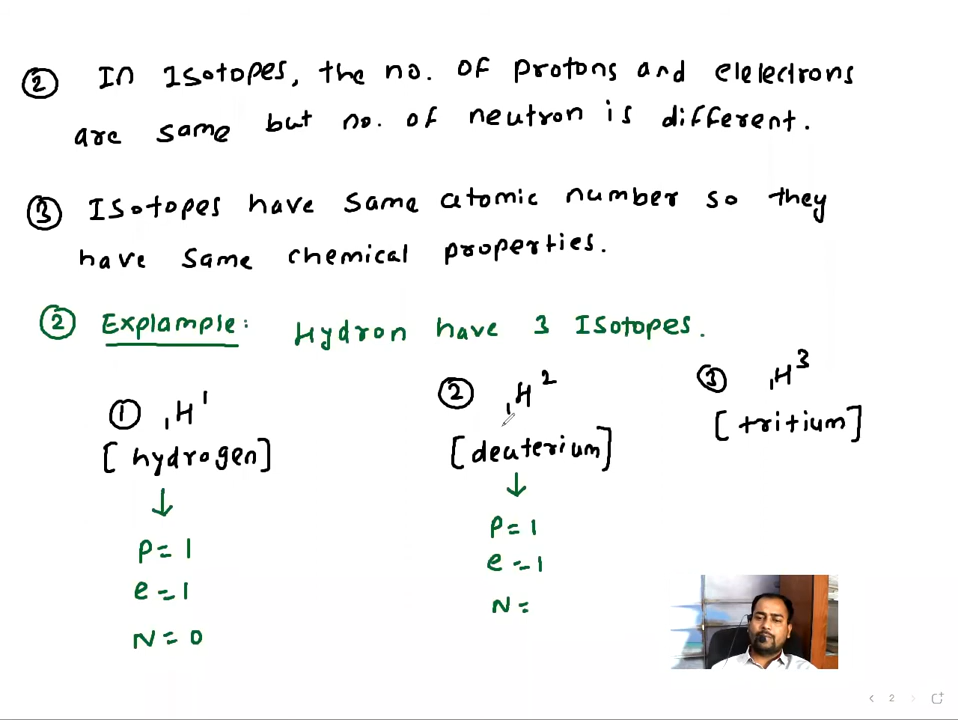 ② In Isotopes, the no. of protons and elelectrons
are same but no. of neutron is different.
③ Isotopes have same atomic number so they
have same chemical properties.
② Explample: Hydron have 3 Isotopes.
① ₁H¹ ② ₁H² ③ ₁H³
[hydrogen] [deuterium] [tritium]
↓ ↓
P = 1 P = 1
e = 1 e = 1
N = 0 N =
2